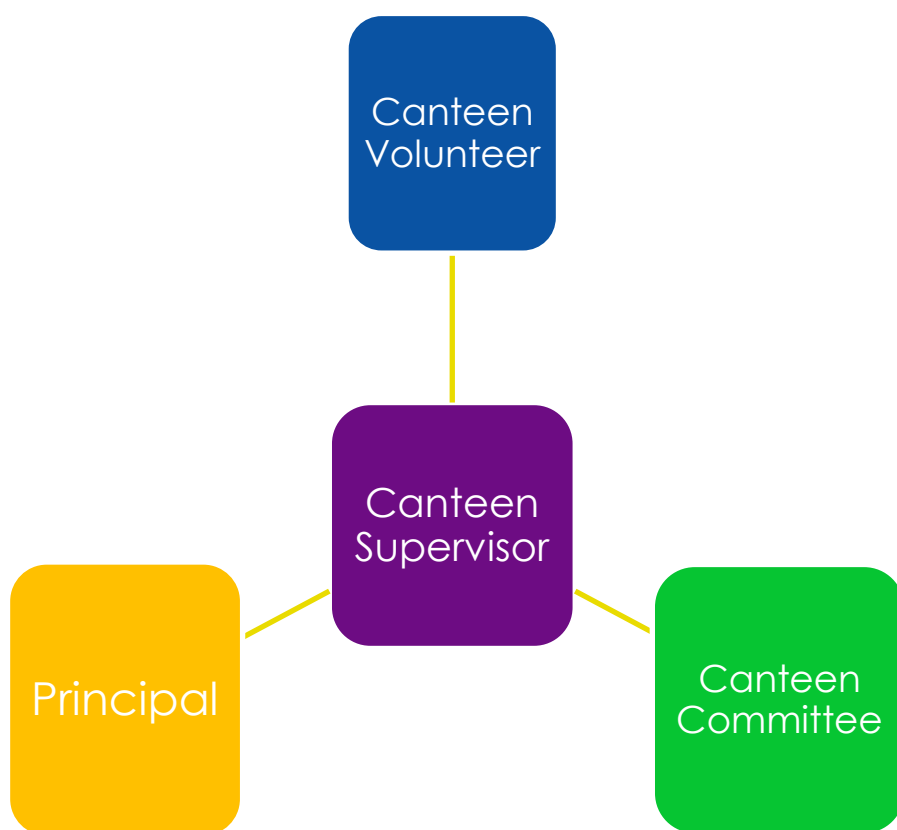 Canteen
Volunteer
Canteen
Supervisor
Principal
Canteen
Committee